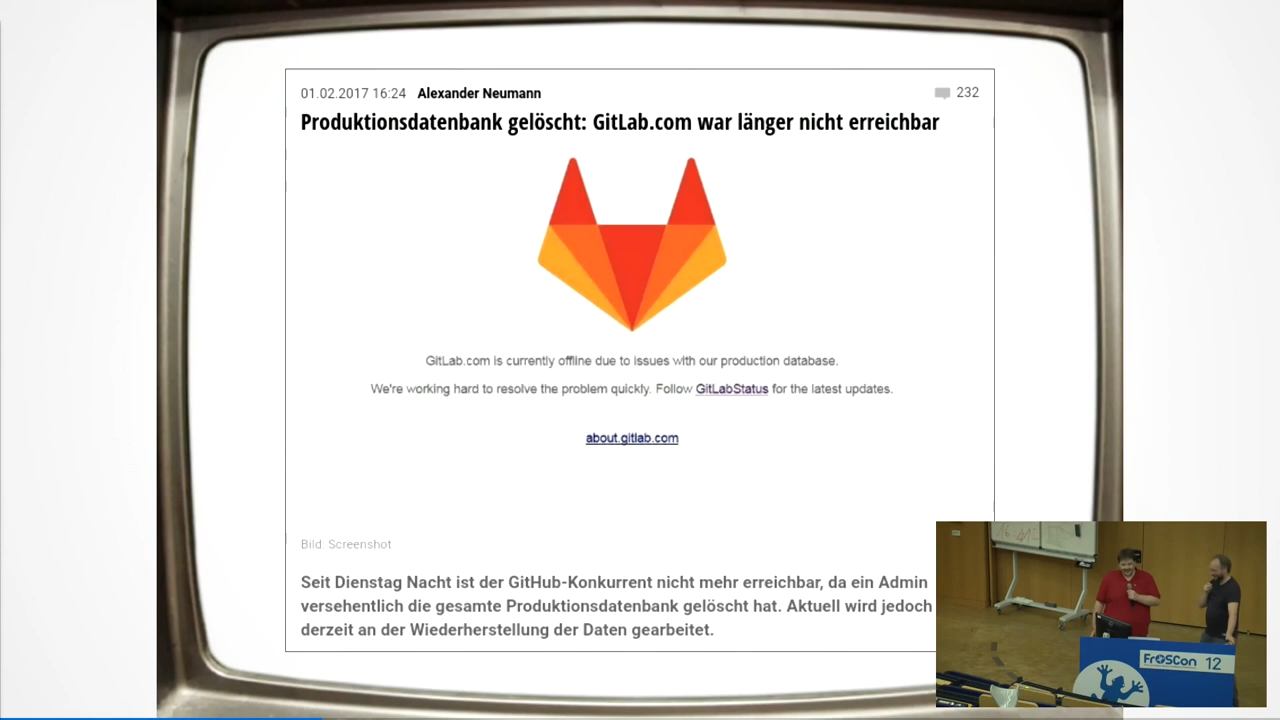 01.02.2017 16:24 Alexander Neumann 232
Produktionsdatenbank gelöscht: GitLab.com war länger nicht erreichbar
GitLab.com is currently offline due to issues with our production database.
We're working hard to resolve the problem quickly. Follow GitLabStatus for the latest updates.
about.gitlab.com
Bild: Screenshot
Seit Dienstag Nacht ist der GitHub-Konkurrent nicht mehr erreichbar, da ein Admin
versehentlich die gesamte Produktionsdatenbank gelöscht hat. Aktuell wird jedoch
derzeit an der Wiederherstellung der Daten gearbeitet.
FrOSCon 12